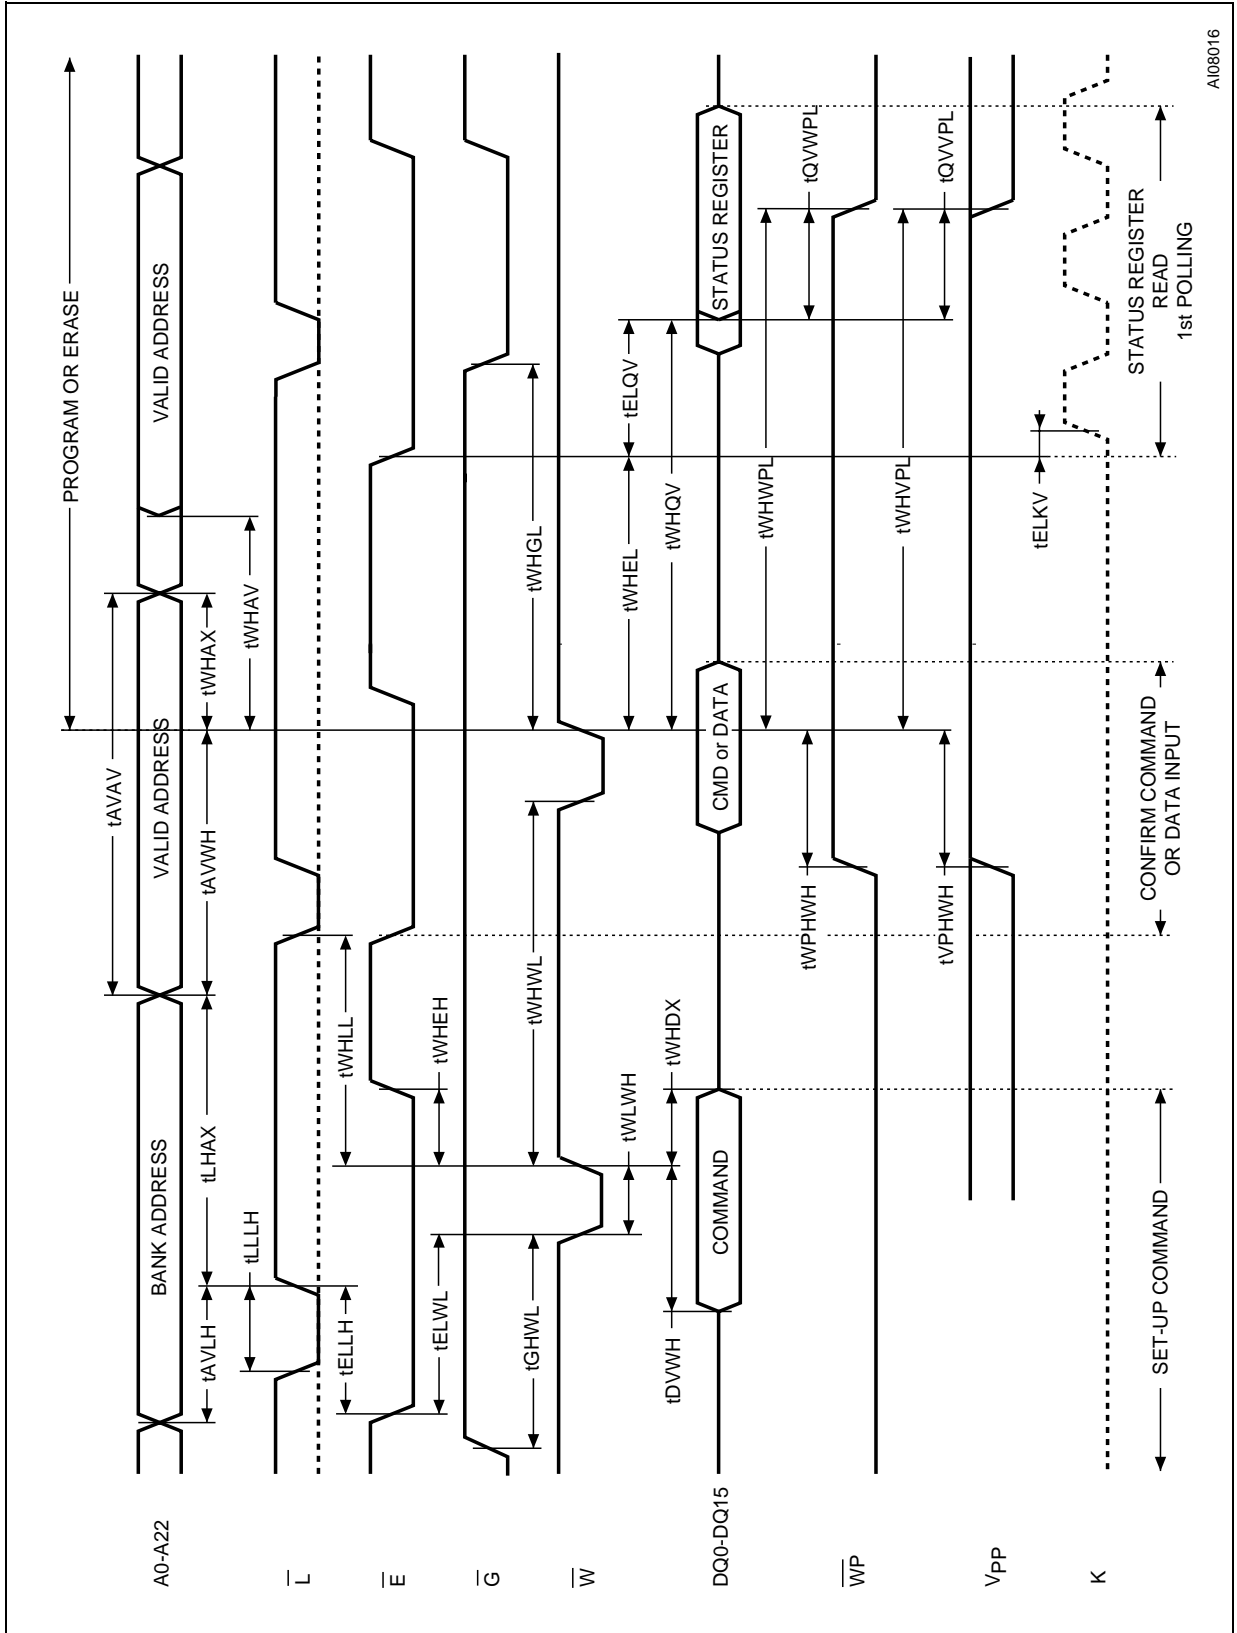 PROGRAM OR ERASE
tAVAV
A0-A22
BANK ADDRESS
VALID ADDRESS
VALID ADDRESS
tAVLH
tLHAX
tAVWH
tWHAX
tLLLH
tWHAV
L
tELLH
tWHLL
E
tELWL
tWHEH
G
tGHWL
tWHWL
tWHGL
W
tWLWH
tWHEL
tELQV
tDVWH
tWHDX
tWHQV
DQ0-DQ15
COMMAND
CMD or DATA
STATUS REGISTER
tWHWPL
tWPHWH
tQVWPL
WP
tWHVPL
tVPHWH
tQVVPL
VPP
tELKV
K
SET-UP COMMAND
CONFIRM COMMAND
OR DATA INPUT
STATUS REGISTER
READ
1st POLLING
AI08016